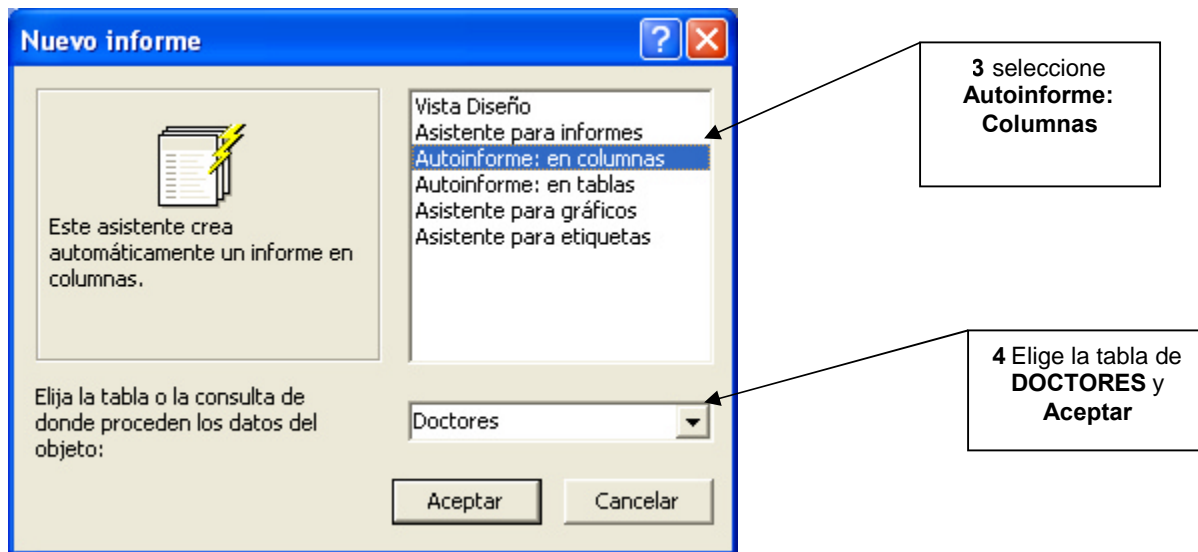 Nuevo informe
Vista Diseño
Asistente para informes
Autoinforme: en columnas
Autoinforme: en tablas
Asistente para gráficos
Asistente para etiquetas
Este asistente crea
automáticamente un informe en
columnas.
Elija la tabla o la consulta de
donde proceden los datos del
objeto:
Doctores
Aceptar
Cancelar
3 seleccione
Autoinforme:
Columnas
4 Elige la tabla de
DOCTORES y
Aceptar